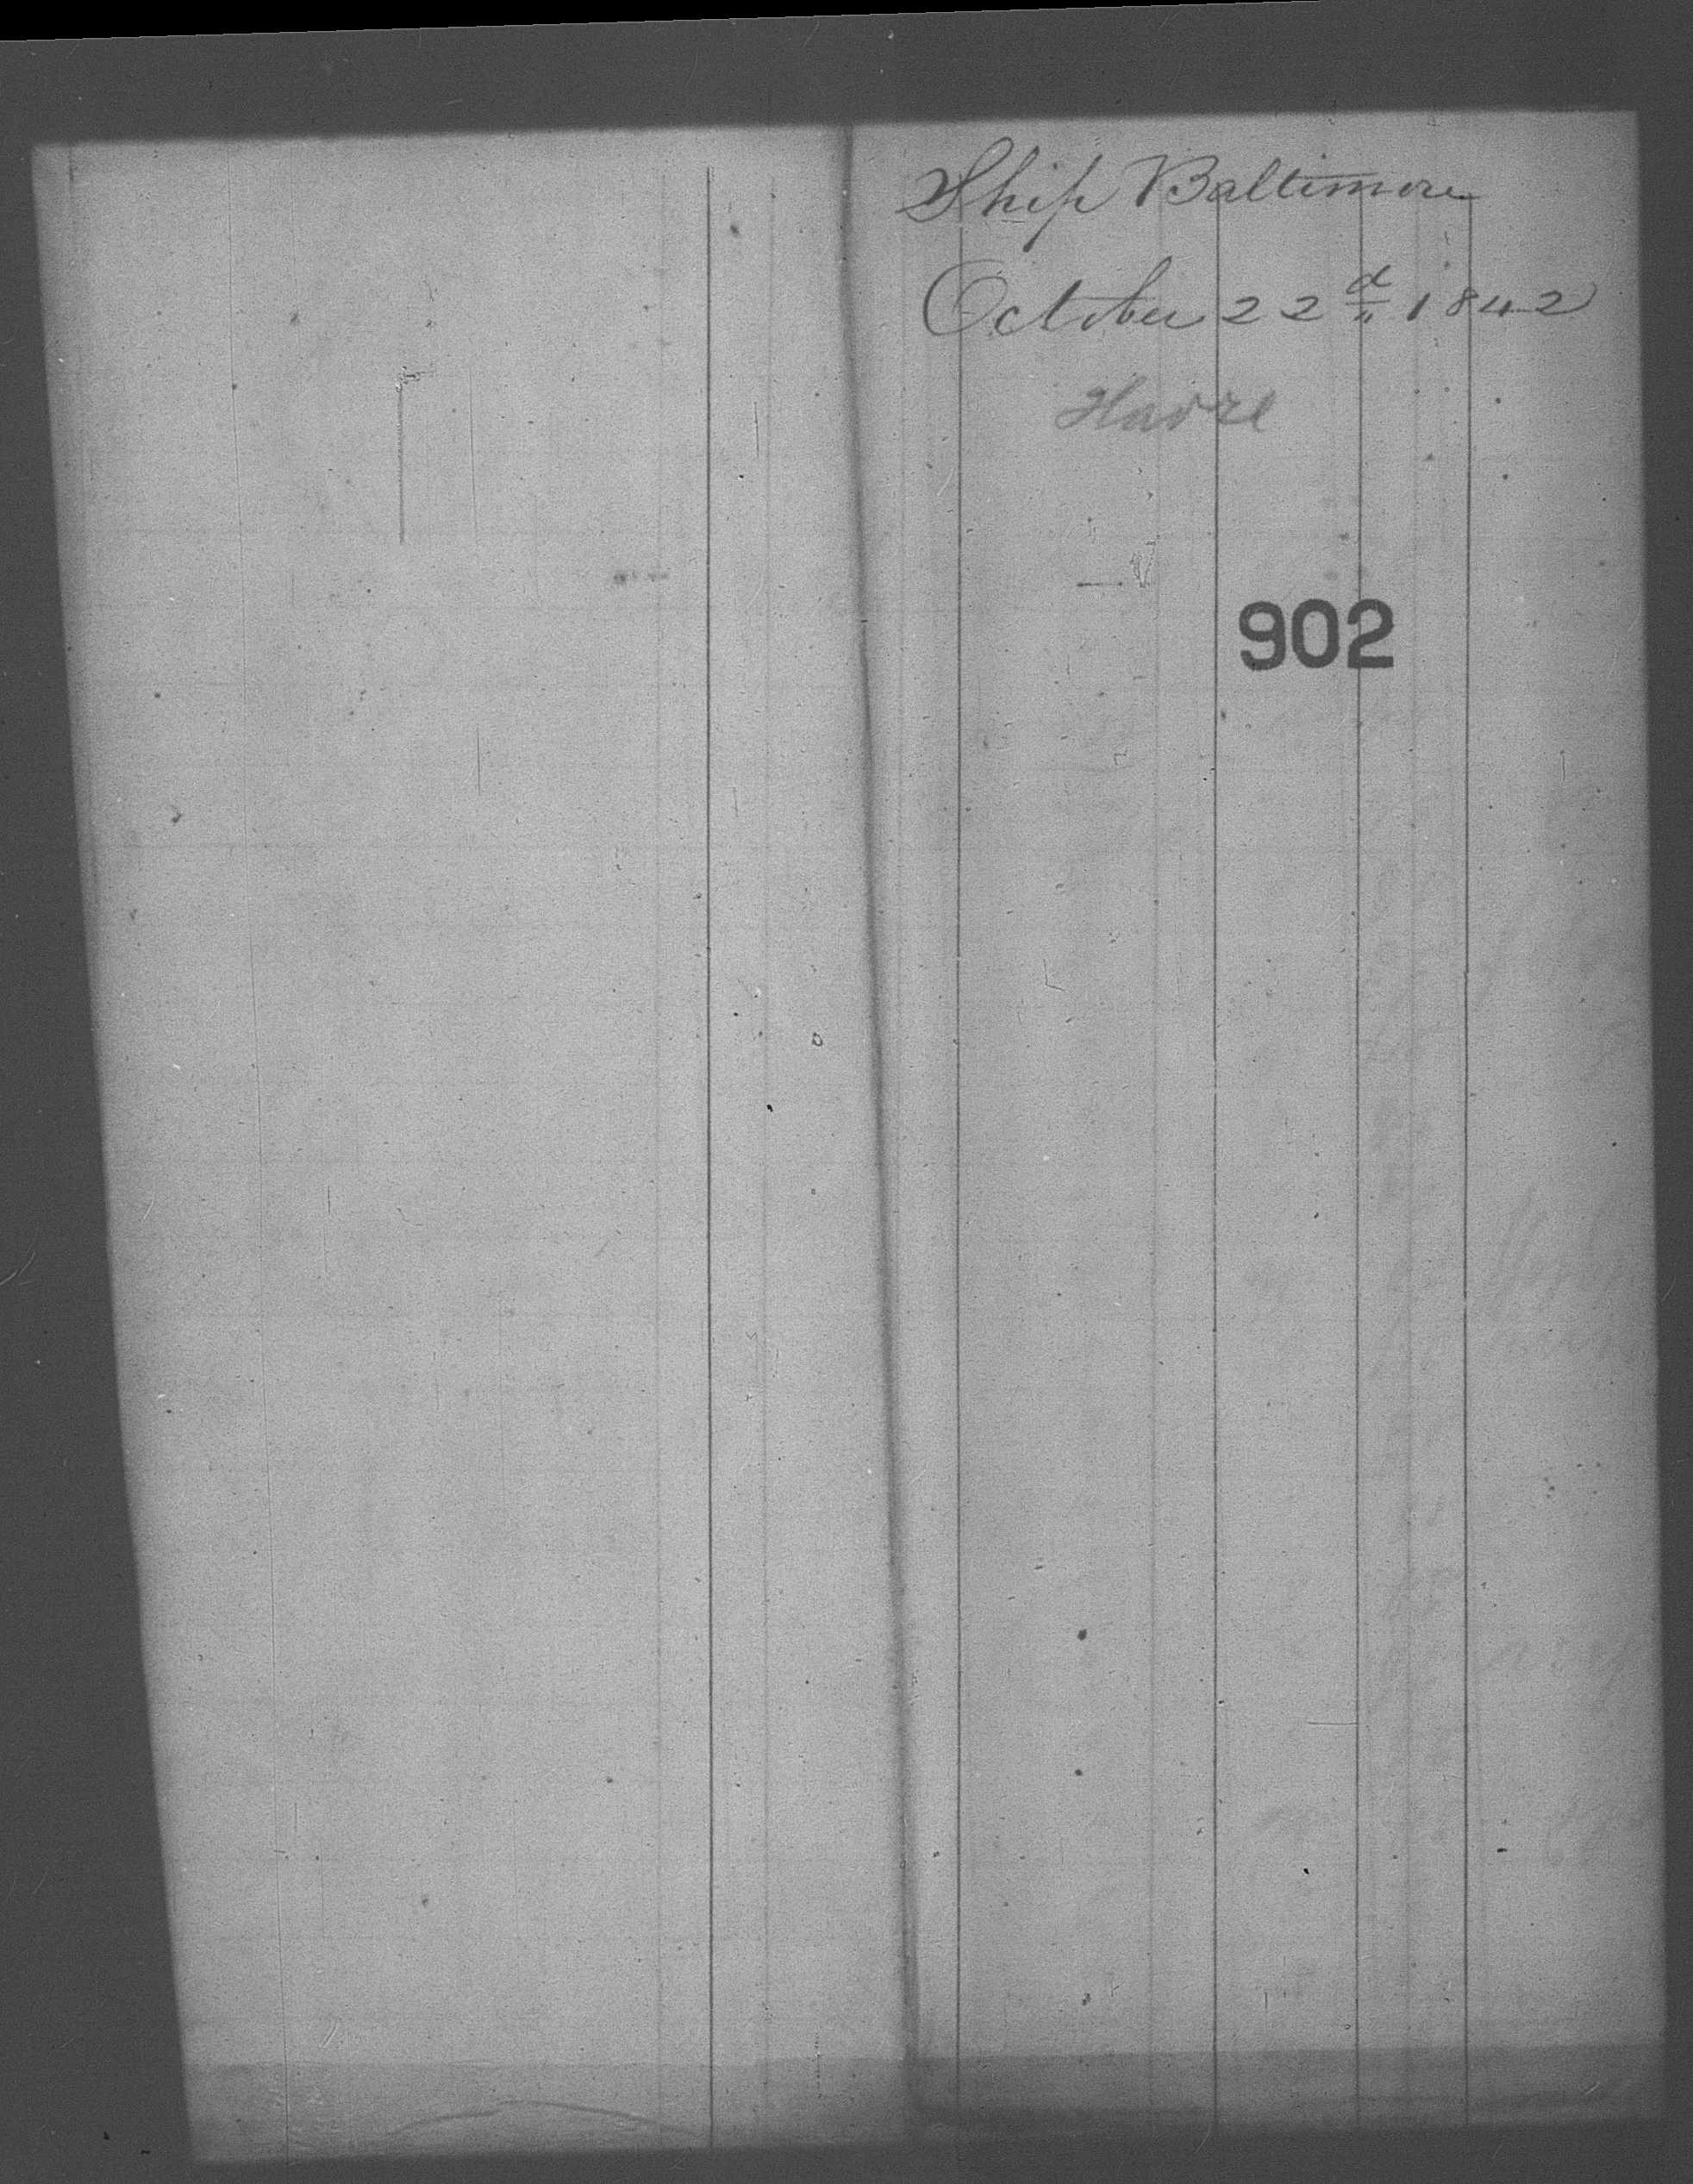 Ship Baltimore
October 22d 1842
Havre
902